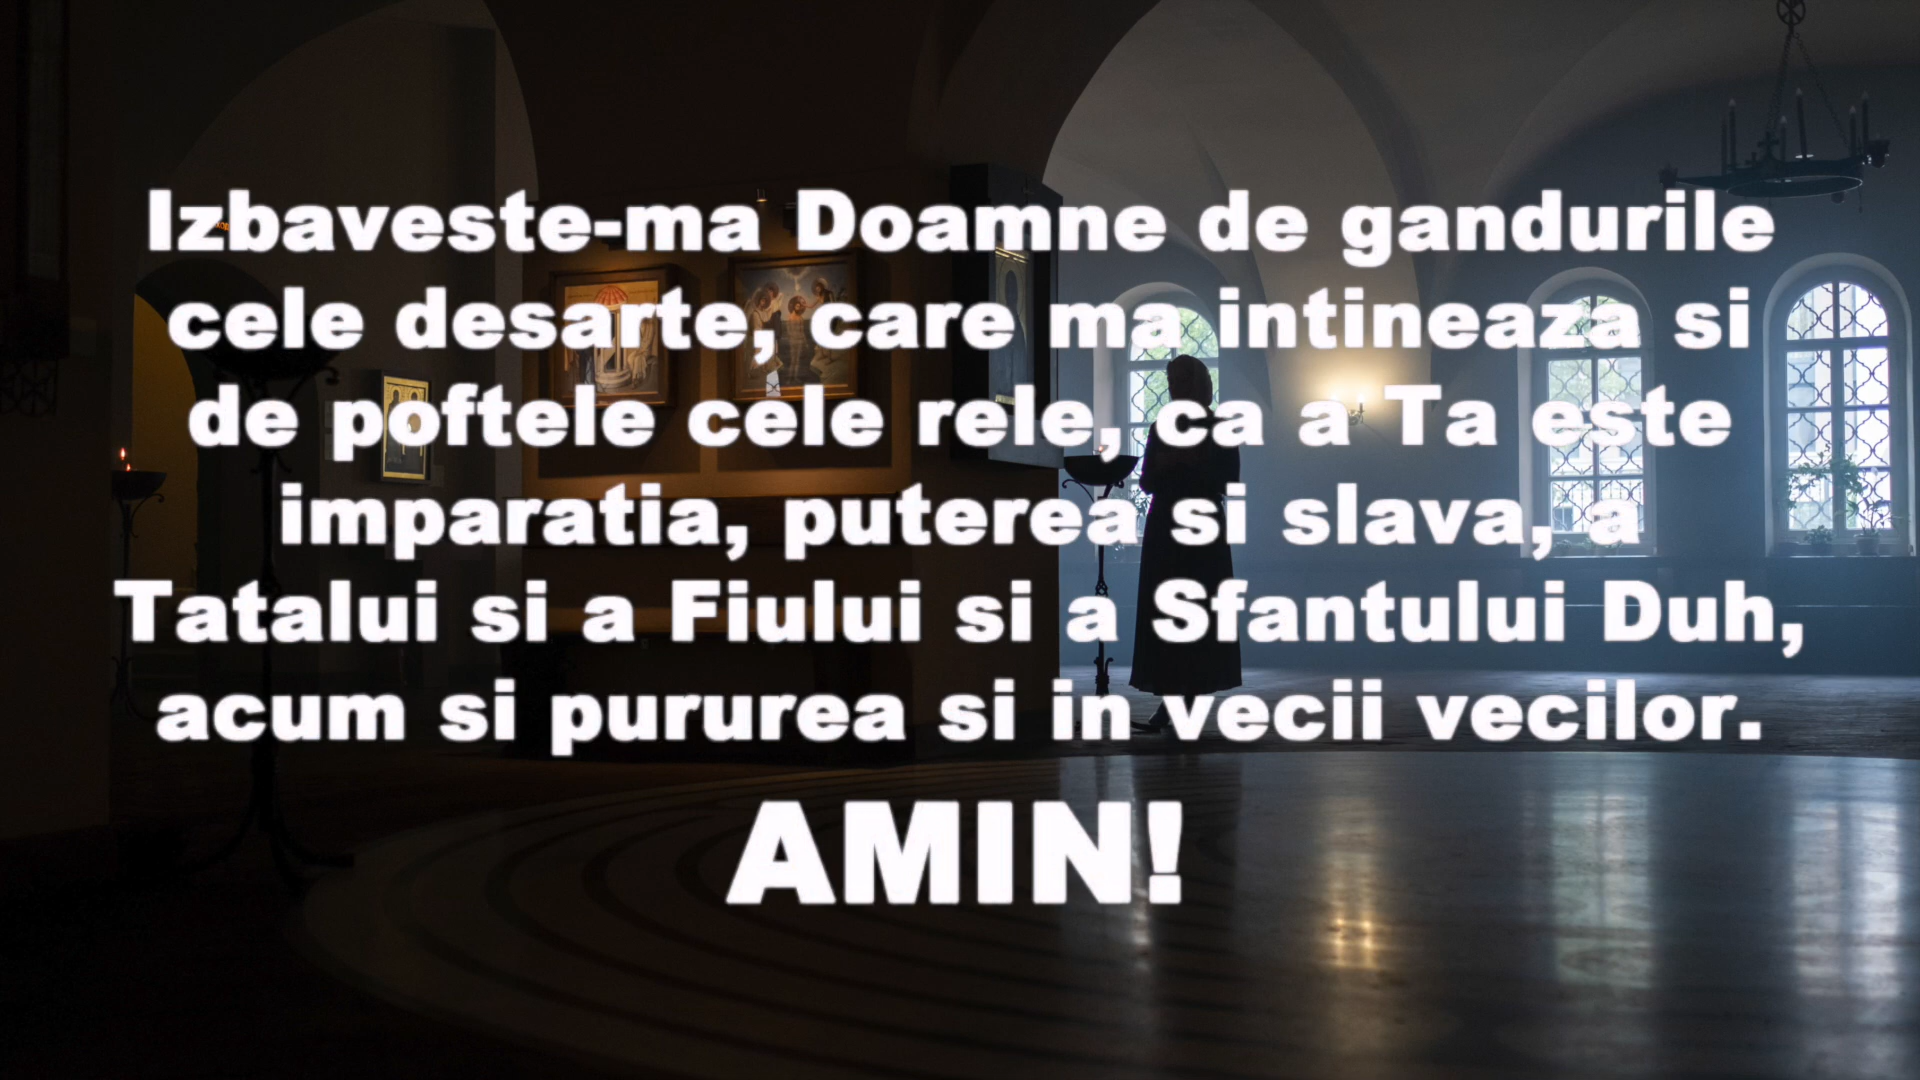 Izbaveste-ma Doamne de gandurile
cele desarte, care ma intineaza si
de poftele cele rele, ca a Ta este
imparatia, puterea si slava, a
Tatalui si a Fiului si a Sfantului Duh,
acum si pururea si in vecii vecilor.
AMIN!